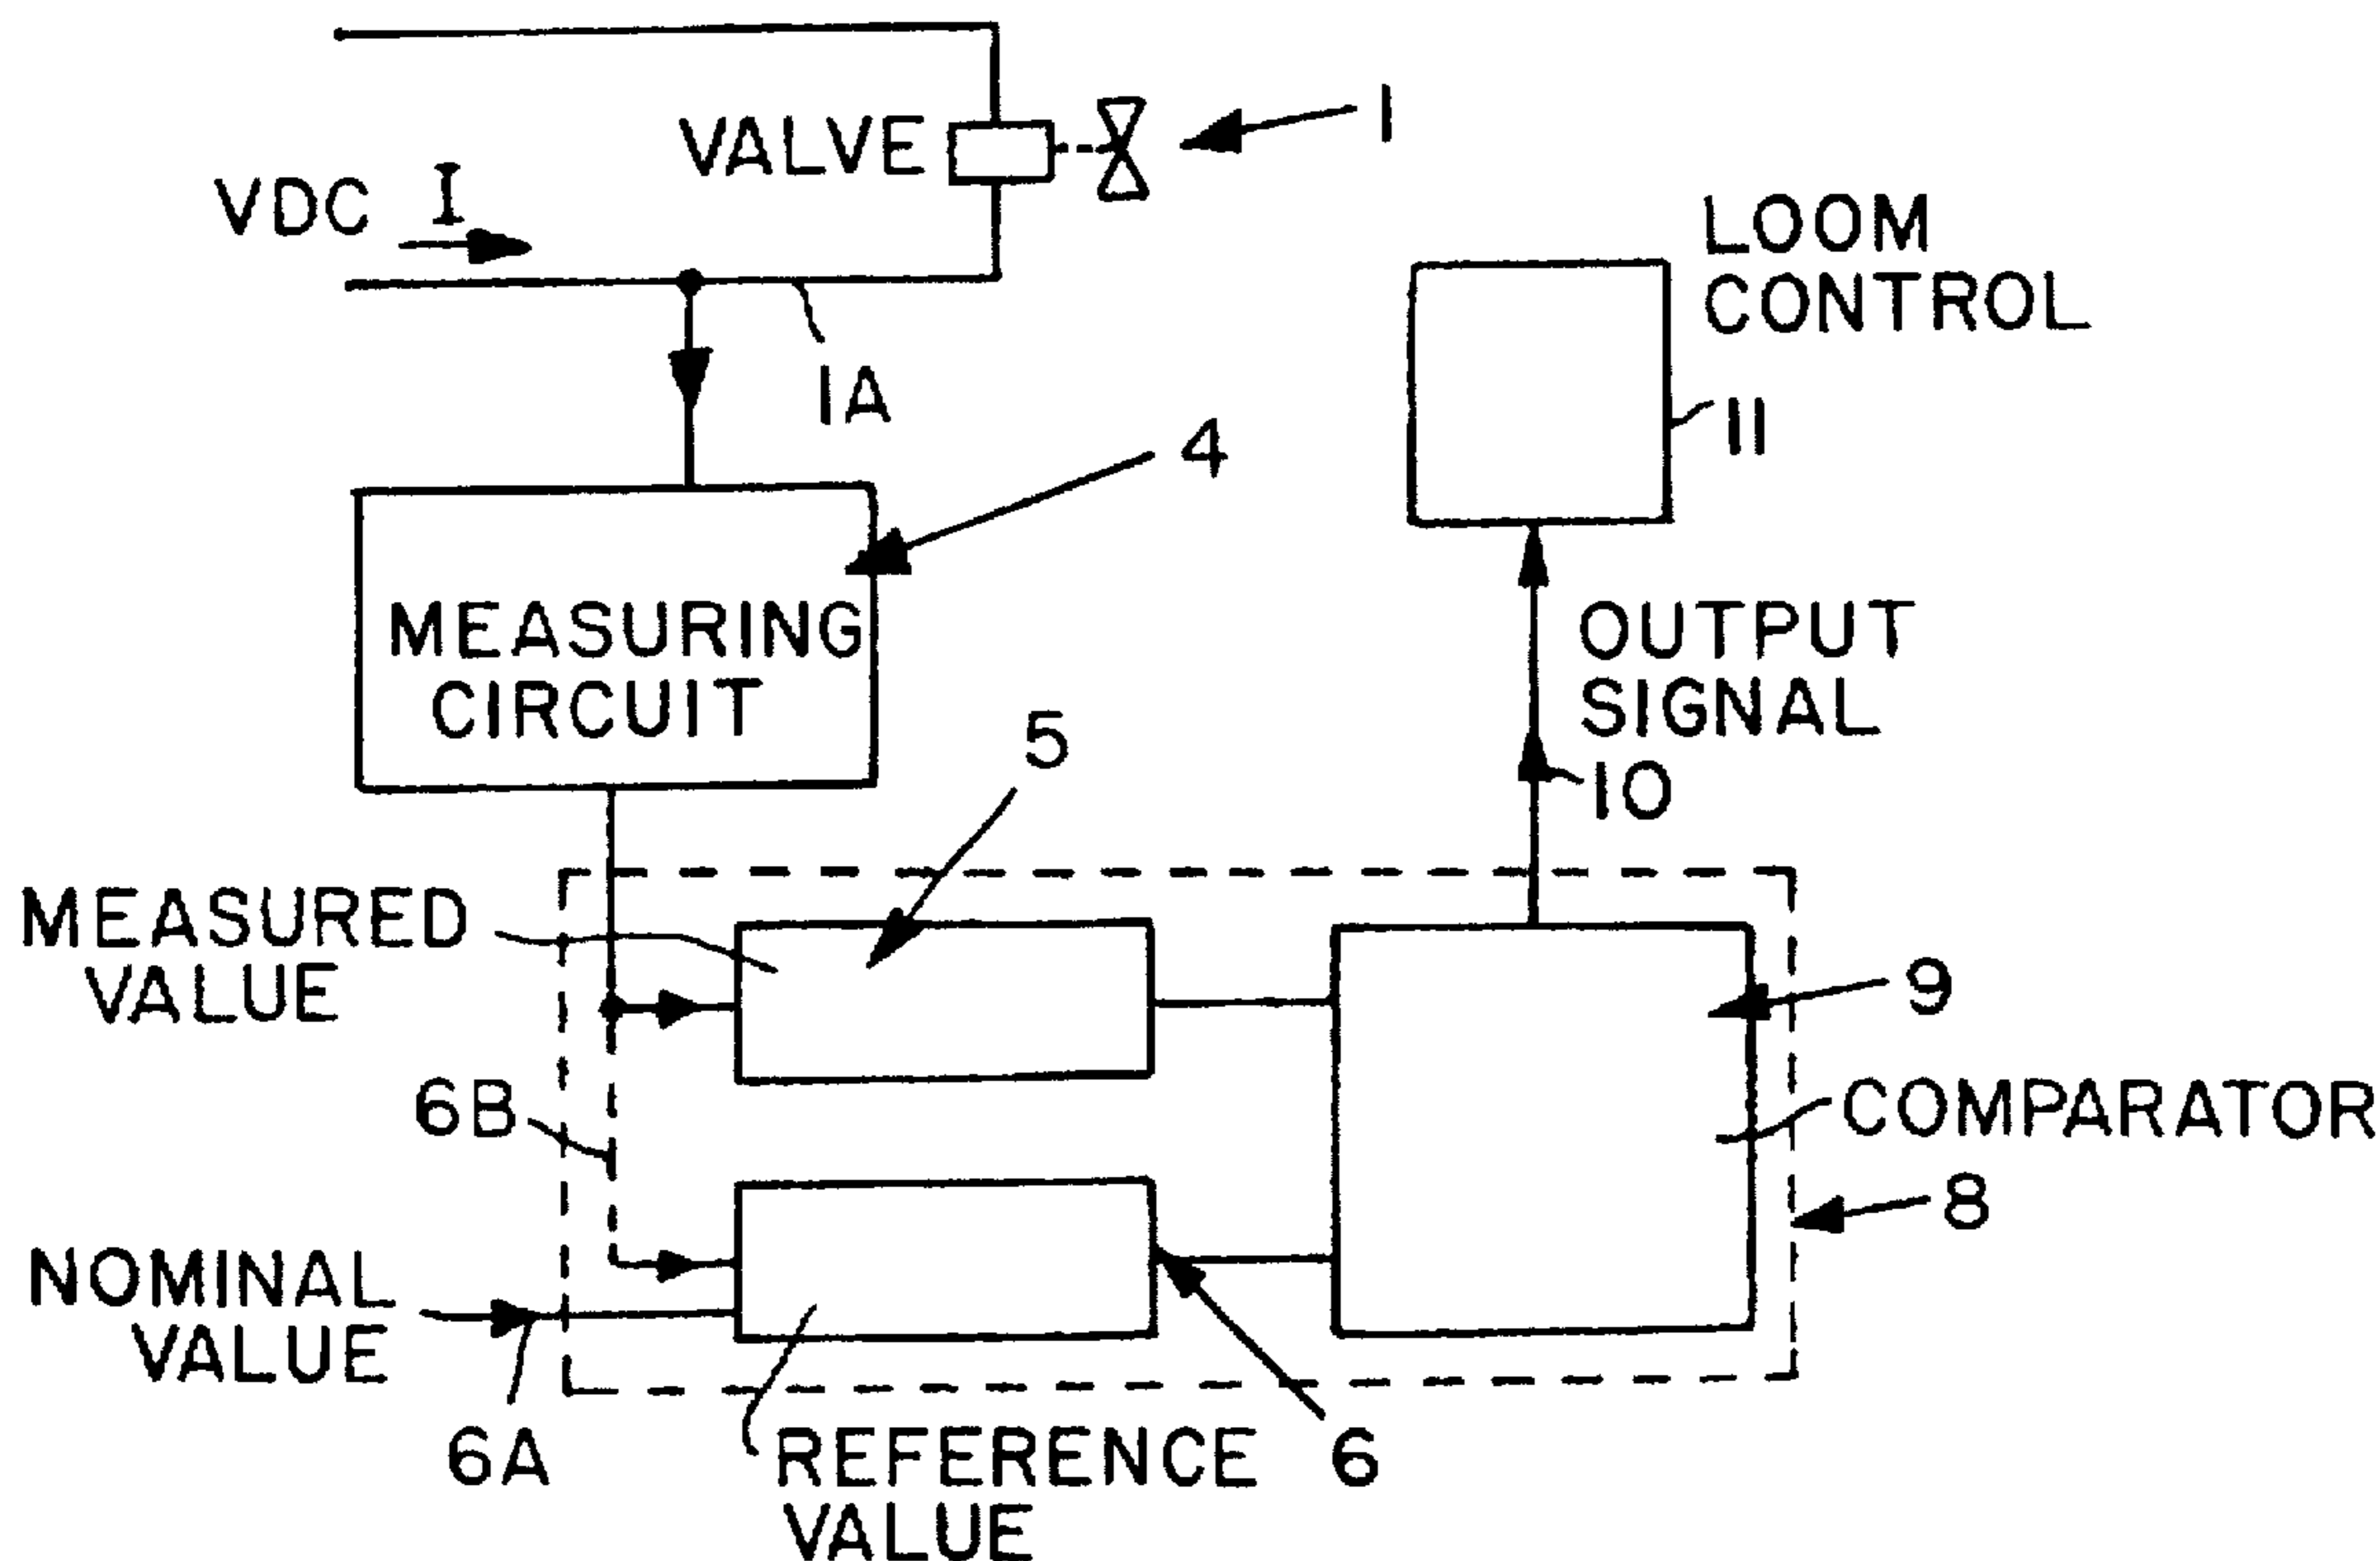 VALVE
1
VDC I
LOOM
CONTROL
1A
11
4
MEASURING
CIRCUIT
OUTPUT
SIGNAL
10
5
MEASURED
VALUE
9
6B
COMPARATOR
8
NOMINAL
VALUE
6A
REFERENCE
VALUE
6